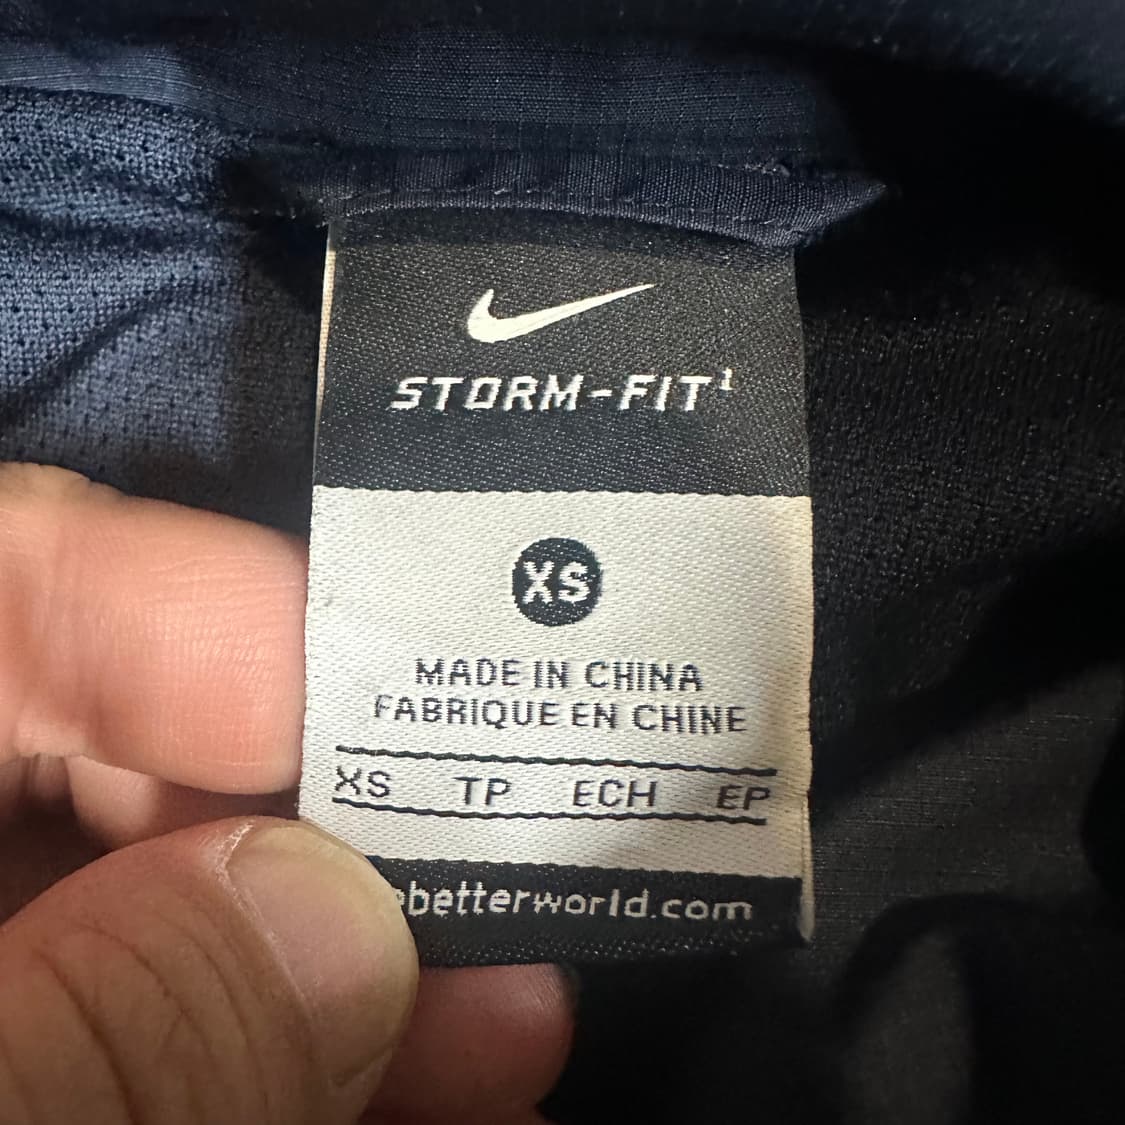 STORM-FIT¹
XS
MADE IN CHINA
FABRIQUE EN CHINE
XS TP ECH EP
betterworld.com